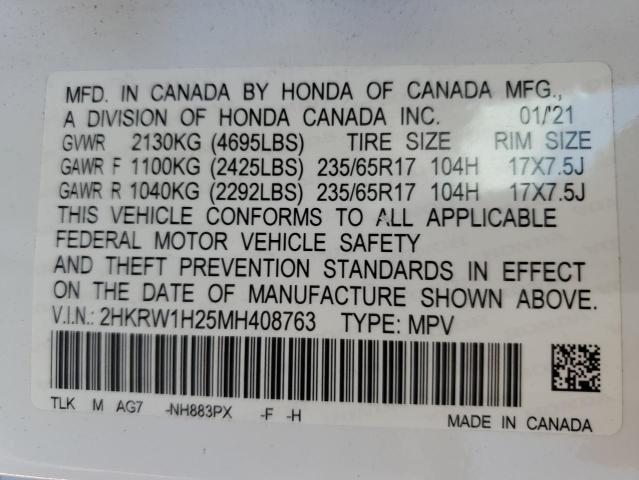 MFD. IN CANADA BY HONDA OF CANADA MFG.,
A DIVISION OF HONDA CANADA INC. 01/'21
GVWR 2130KG (4695LBS) TIRE SIZE RIM SIZE
GAWR F 1100KG (2425LBS) 235/65R17 104H 17X7.5J
GAWR R 1040KG (2292LBS) 235/65R17 104H 17X7.5J
THIS VEHICLE CONFORMS TO ALL APPLICABLE
FEDERAL MOTOR VEHICLE SAFETY
AND THEFT PREVENTION STANDARDS IN EFFECT
ON THE DATE OF MANUFACTURE SHOWN ABOVE.
V.I.N.: 2HKRW1H25MH408763 TYPE: MPV
TLK M AG7 -NH883PX -F -H
MADE IN CANADA